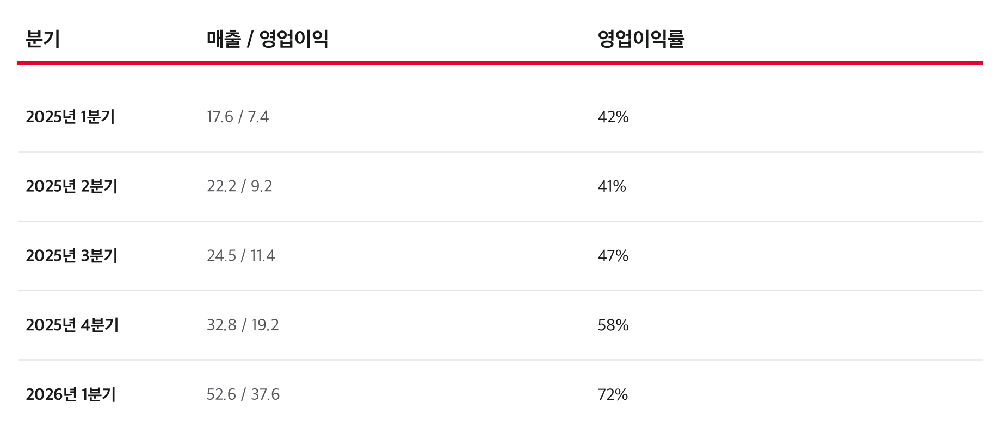 분기 매출 / 영업이익 영업이익률
2025년 1분기 17.6 / 7.4 42%
2025년 2분기 22.2 / 9.2 41%
2025년 3분기 24.5 / 11.4 47%
2025년 4분기 32.8 / 19.2 58%
2026년 1분기 52.6 / 37.6 72%